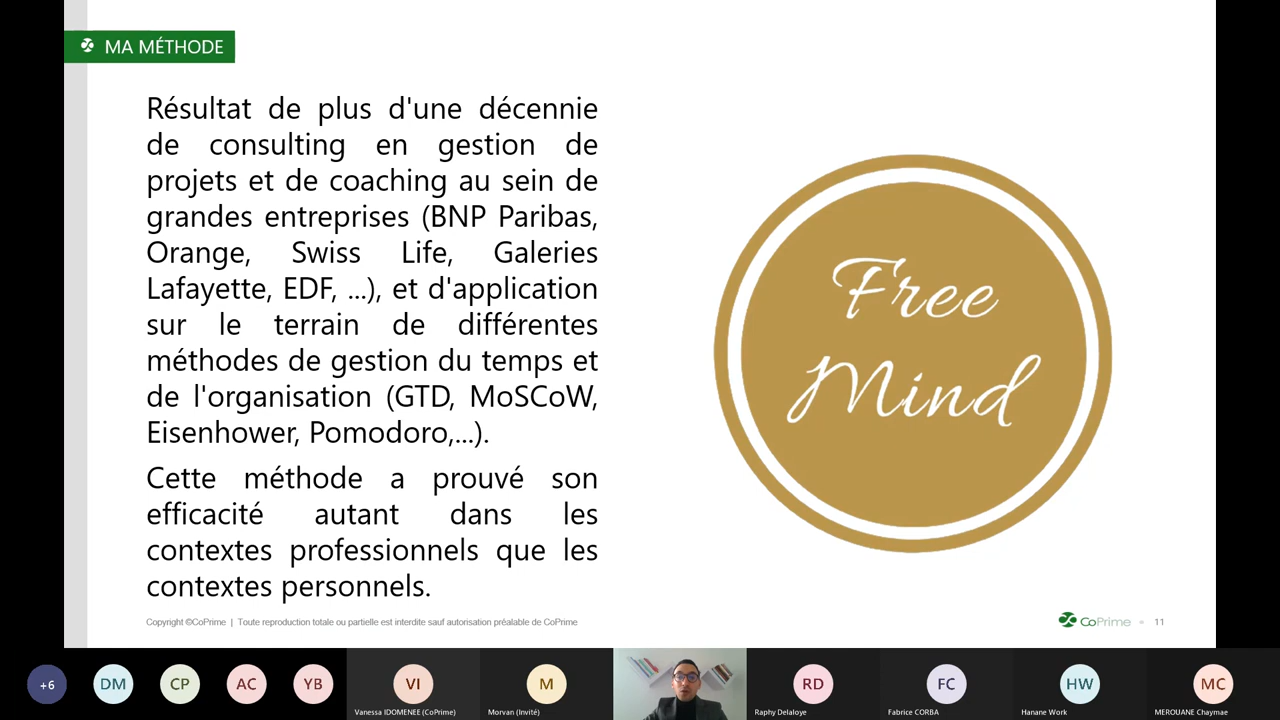 MA MÉTHODE
Résultat de plus d'une décennie
de consulting en gestion de
projets et de coaching au sein de
grandes entreprises (BNP Paribas,
Orange, Swiss Life, Galeries
Lafayette, EDF, ...), et d'application
sur le terrain de différentes
méthodes de gestion du temps et
de l'organisation (GTD, MoSCoW,
Eisenhower, Pomodoro,...).
Cette méthode a prouvé son
efficacité autant dans les
contextes professionnels que les
contextes personnels.
Free
Mind
Copyright ©CoPrime | Toute reproduction totale ou partielle est interdite sauf autorisation préalable de CoPrime
CoPrime
11
+6
DM
CP
AC
YB
VI
M
RD
FC
HW
MC
Vanessa IDOMENEE (CoPrime)
Morvan (Invité)
Raphy Delaloye
Fabrice CORBA
Hanane Work
MEROUANE Chaymae